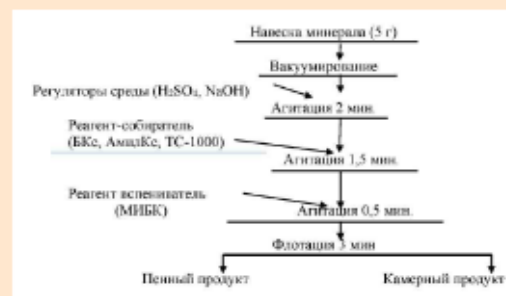 Навеска минерала (5 г)
Вакуумирование
Регуляторы среды (H₂SO₄, NaOH)
Агитация 2 мин.
Реагент-собиратель
(БКс, АмилКс, ТС-1000)
Агитация 1,5 мин.
Реагент вспениватель
(МИБК)
Агитация 0,5 мин.
Флотация 3 мин
Пенный продукт
Камерный продукт